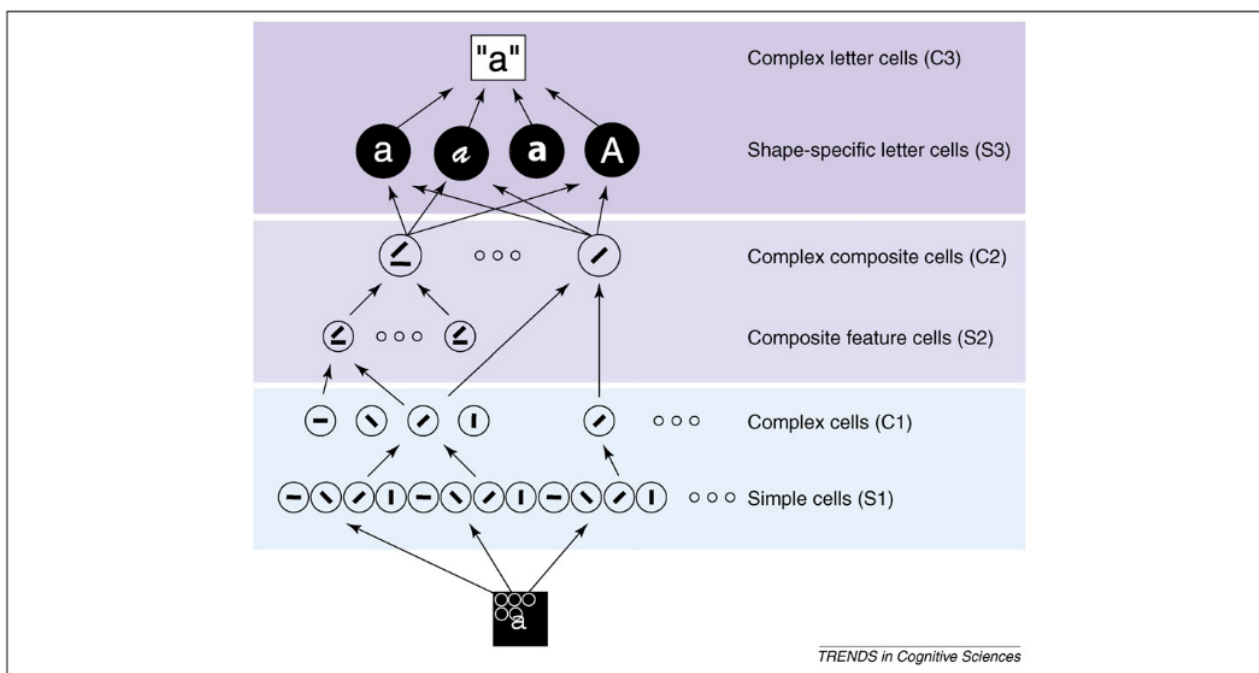 "a"
Complex letter cells (C3)
a a a A
Shape-specific letter cells (S3)
Complex composite cells (C2)
Composite feature cells (S2)
Complex cells (C1)
Simple cells (S1)
a
TRENDS in Cognitive Sciences